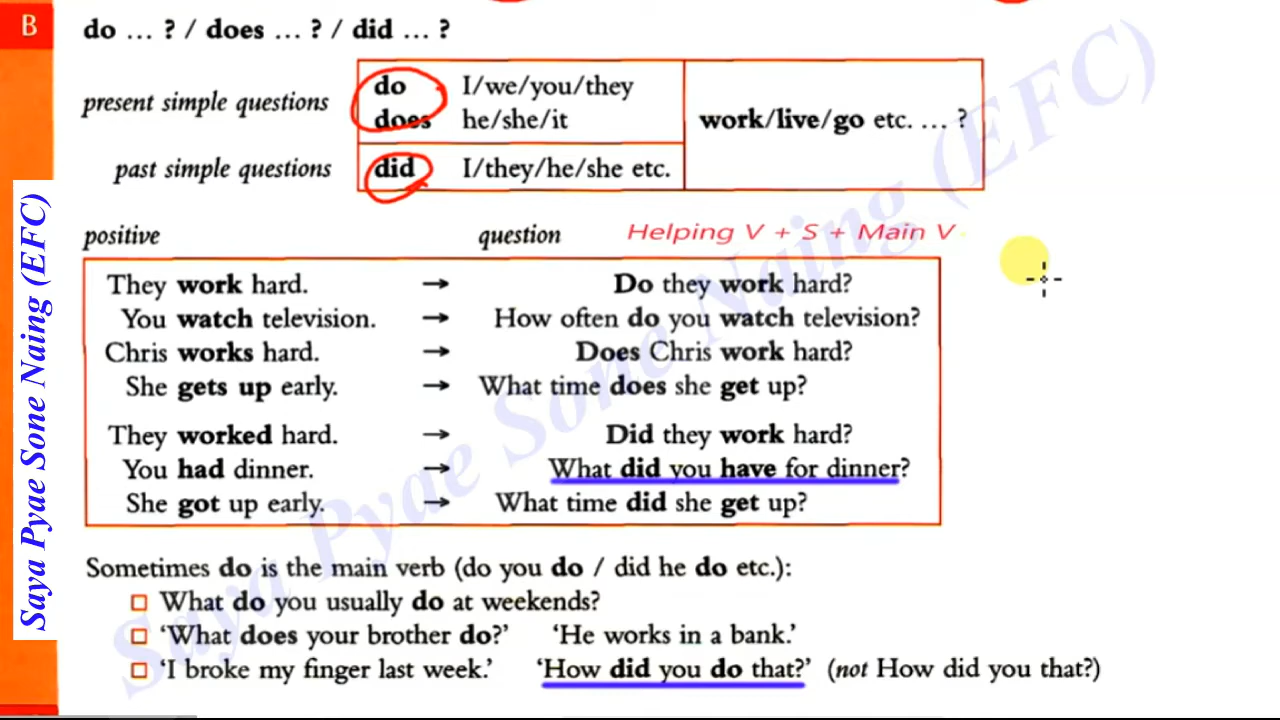 B
do … ? / does … ? / did … ?
present simple questions
do I/we/you/they
does he/she/it
work/live/go etc. … ?
past simple questions
did I/they/he/she etc.
positive question Helping V + S + Main V
They work hard. → Do they work hard?
You watch television. → How often do you watch television?
Chris works hard. → Does Chris work hard?
She gets up early. → What time does she get up?
They worked hard. → Did they work hard?
You had dinner. → What did you have for dinner?
She got up early. → What time did she get up?
Sometimes do is the main verb (do you do / did he do etc.):
□ What do you usually do at weekends?
□ ‘What does your brother do?’ ‘He works in a bank.’
□ ‘I broke my finger last week.’ ‘How did you do that?’ (not How did you that?)
Saya Pyae Sone Naing (EFC)
Saya Pyae Sone Naing (EFC)